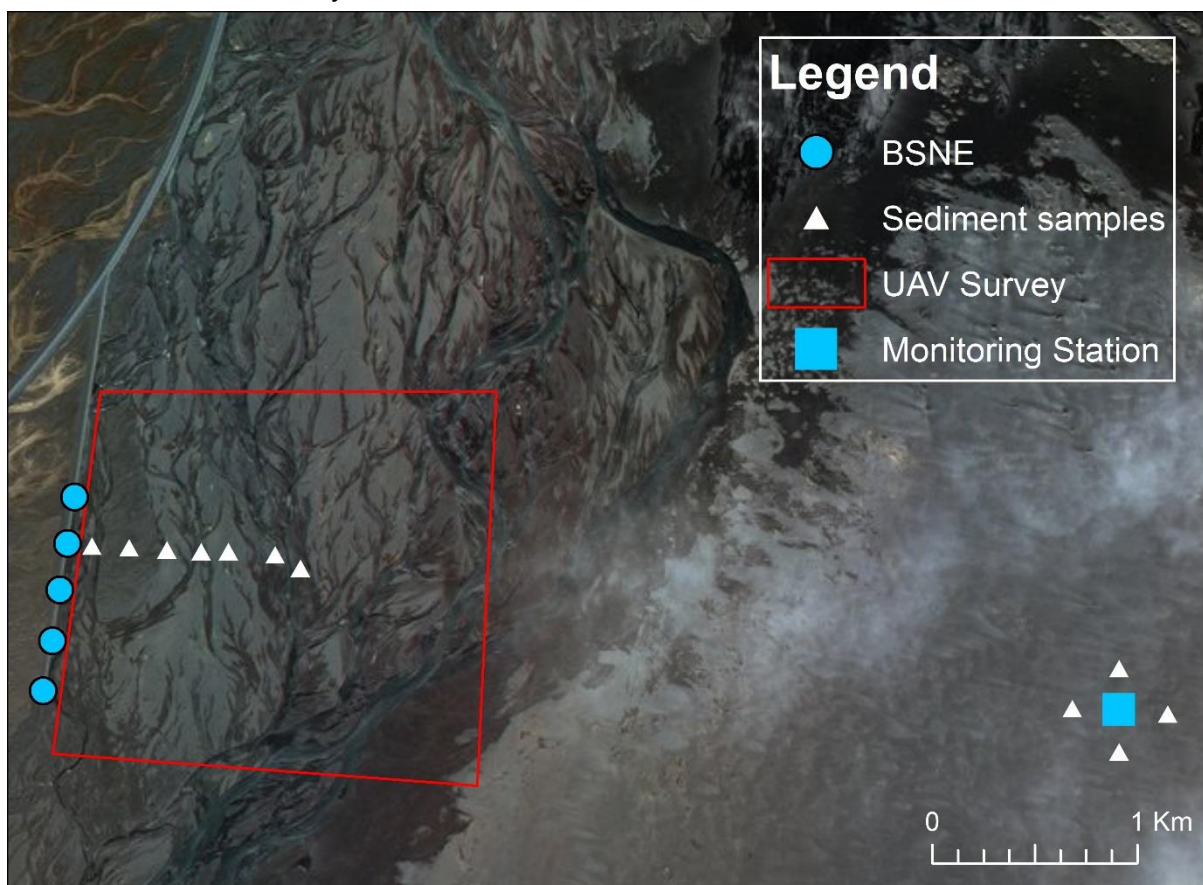 Legend
BSNE
Sediment samples
UAV Survey
Monitoring Station
0 1 Km